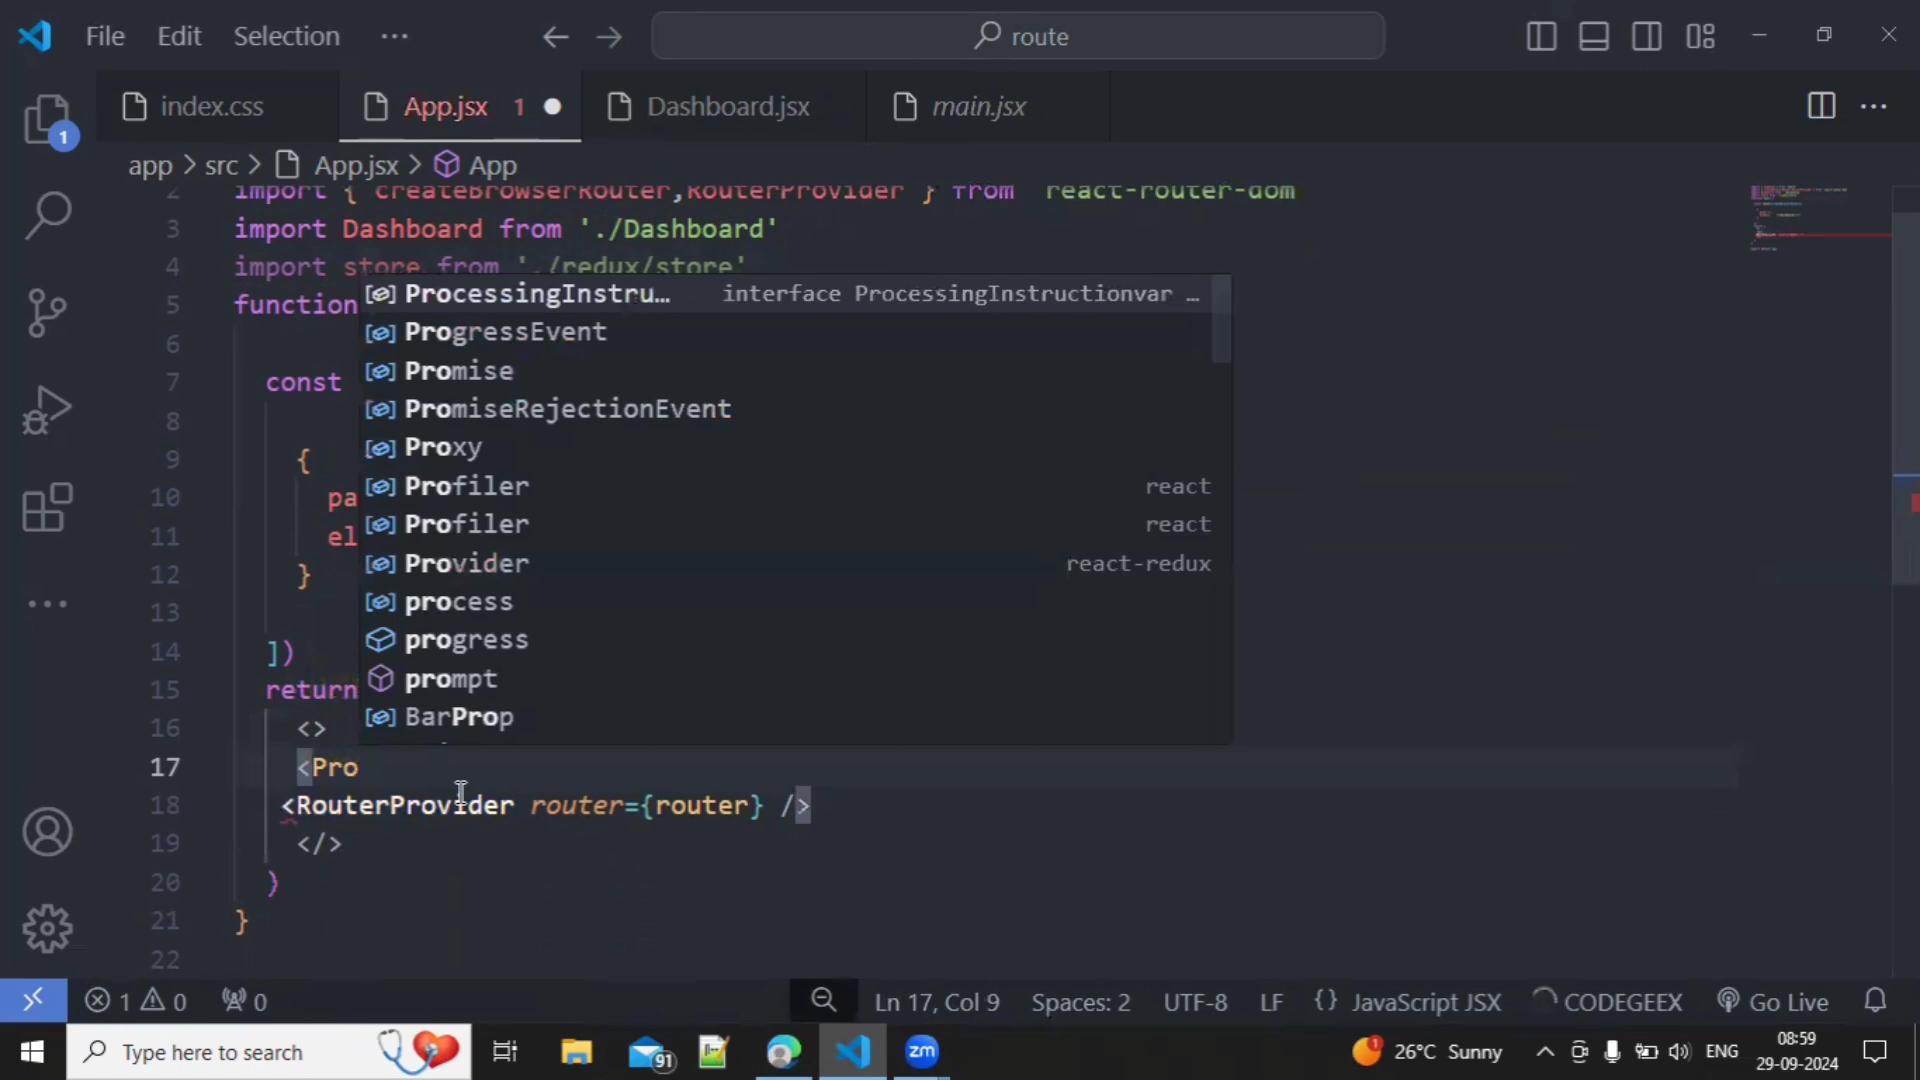 File Edit Selection ··· route
index.css App.jsx 1 Dashboard.jsx main.jsx
1
app > src > App.jsx > App
2 import { createBrowserRouter,RouterProvider } from 'react-router-dom'
3 import Dashboard from './Dashboard'
4 import store from './redux/store'
5 function
6
7 const
8
9 {
10 pa
11 el
12 }
13
14 ])
15 return
16 <>
17 <Pro
18 <RouterProvider router={router} />
19 </>
20 )
21 }
22
ProcessingInstru… interface ProcessingInstructionvar …
ProgressEvent
Promise
PromiseRejectionEvent
Proxy
Profiler react
Profiler react
Provider react-redux
process
progress
prompt
BarProp
1 0 0 Ln 17, Col 9 Spaces: 2 UTF-8 LF {} JavaScript JSX CODEGEEX Go Live
Type here to search 91 zm 1 26°C Sunny ENG 08:59
29-09-2024